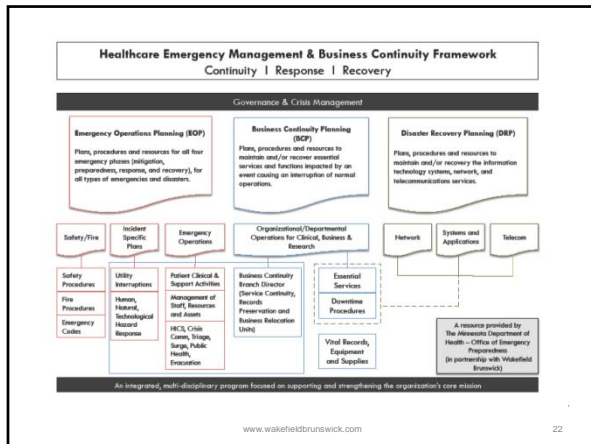 Healthcare Emergency Management & Business Continuity Framework
Continuity | Response | Recovery
Governance & Crisis Management
Emergency Operations Planning (EOP)
Plans, procedures and resources for all four
emergency phases (mitigation,
preparedness, response, and recovery), for
all types of emergencies and disasters.
Business Continuity Planning
(BCP)
Plans, procedures and resources to
maintain and/or recover essential
services and functions impacted by an
event causing an interruption of normal
operations.
Disaster Recovery Planning (DRP)
Plans, procedures and resources to
maintain and/or recovery the information
technology systems, network, and
telecommunications services.
Safety/Fire
Incident
Specific
Plans
Emergency
Operations
Organizational/Departmental
Operations for Clinical, Business &
Research
Network
Systems and
Applications
Telecom
Safety
Procedures
Fire
Procedures
Emergency
Codes
Utility
Interruptions
Human,
Natural,
Technological
Hazard
Response
Patient Clinical &
Support Activities
Management of
Staff, Resources
and Assets
HICS, Crisis
Comm, Triage,
Surge, Public
Health,
Evacuation
Business Continuity
Branch Director
(Service Continuity,
Records
Preservation and
Business Relocation
Units)
Essential
Services
Downtime
Procedures
Vital Records,
Equipment
and Supplies
A resource provided by
The Minnesota Department of
Health – Office of Emergency
Preparedness
(in partnership with Wakefield
Brunswick)
An integrated, multi-disciplinary program focused on supporting and strengthening the organization's core mission
www.wakefieldbrunswick.com
22